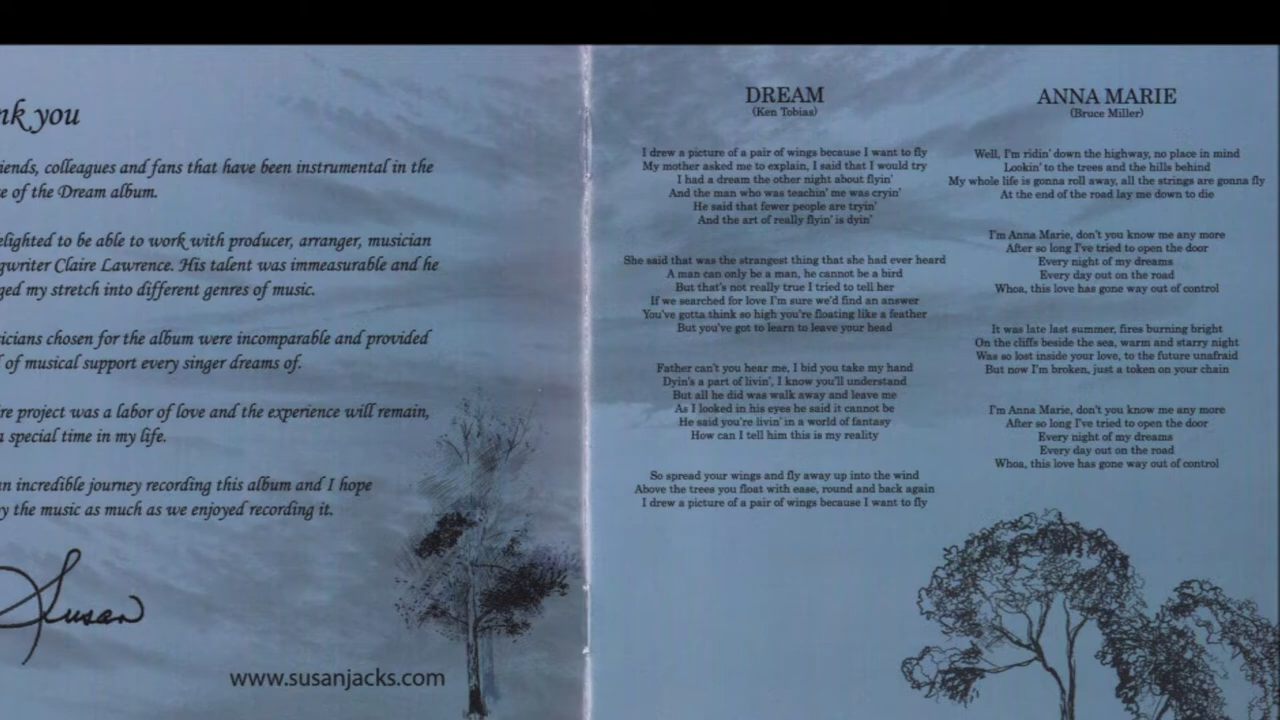 nk you
iends, colleagues and fans that have been instrumental in the
e of the Dream album.
elighted to be able to work with producer, arranger, musician
gwriter Claire Lawrence. His talent was immeasurable and he
ged my stretch into different genres of music.
icians chosen for the album were incomparable and provided
l of musical support every singer dreams of.
ire project was a labor of love and the experience will remain,
a special time in my life.
an incredible journey recording this album and I hope
y the music as much as we enjoyed recording it.
Susan
www.susanjacks.com
DREAM
(Ken Tobias)
I drew a picture of a pair of wings because I want to fly
My mother asked me to explain, I said that I would try
I had a dream the other night about flyin'
And the man who was teachin' me was cryin'
He said that fewer people are tryin'
And the art of really flyin' is dyin'
She said that was the strangest thing that she had ever heard
A man can only be a man, he cannot be a bird
But that's not really true I tried to tell her
If we searched for love I'm sure we'd find an answer
You've gotta think so high you're floating like a feather
But you've got to learn to leave your head
Father can't you hear me, I bid you take my hand
Dyin's a part of livin', I know you'll understand
But all he did was walk away and leave me
As I looked in his eyes he said it cannot be
He said you're livin' in a world of fantasy
How can I tell him this is my reality
So spread your wings and fly away up into the wind
Above the trees you float with ease, round and back again
I drew a picture of a pair of wings because I want to fly
ANNA MARIE
(Bruce Miller)
Well, I'm ridin' down the highway, no place in mind
Lookin' to the trees and the hills behind
My whole life is gonna roll away, all the strings are gonna fly
At the end of the road lay me down to die
I'm Anna Marie, don't you know me any more
After so long I've tried to open the door
Every night of my dreams
Every day out on the road
Whoa, this love has gone way out of control
It was late last summer, fires burning bright
On the cliffs beside the sea, warm and starry night
Was so lost inside your love, to the future unafraid
But now I'm broken, just a token on your chain
I'm Anna Marie, don't you know me any more
After so long I've tried to open the door
Every night of my dreams
Every day out on the road
Whoa, this love has gone way out of control